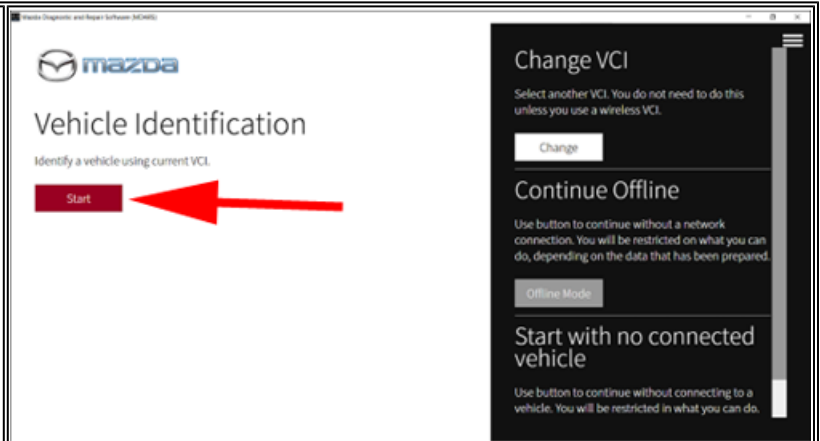 Mazda Diagnostic and Repair Software (MDARS)
mazda
Vehicle Identification
Identify a vehicle using current VCI.
Start
Change VCI
Select another VCI. You do not need to do this
unless you use a wireless VCI.
Change
Continue Offline
Use button to continue without a network
connection. You will be restricted on what you can
do, depending on the data that has been prepared.
Offline Mode
Start with no connected
vehicle
Use button to continue without connecting to a
vehicle. You will be restricted in what you can do.